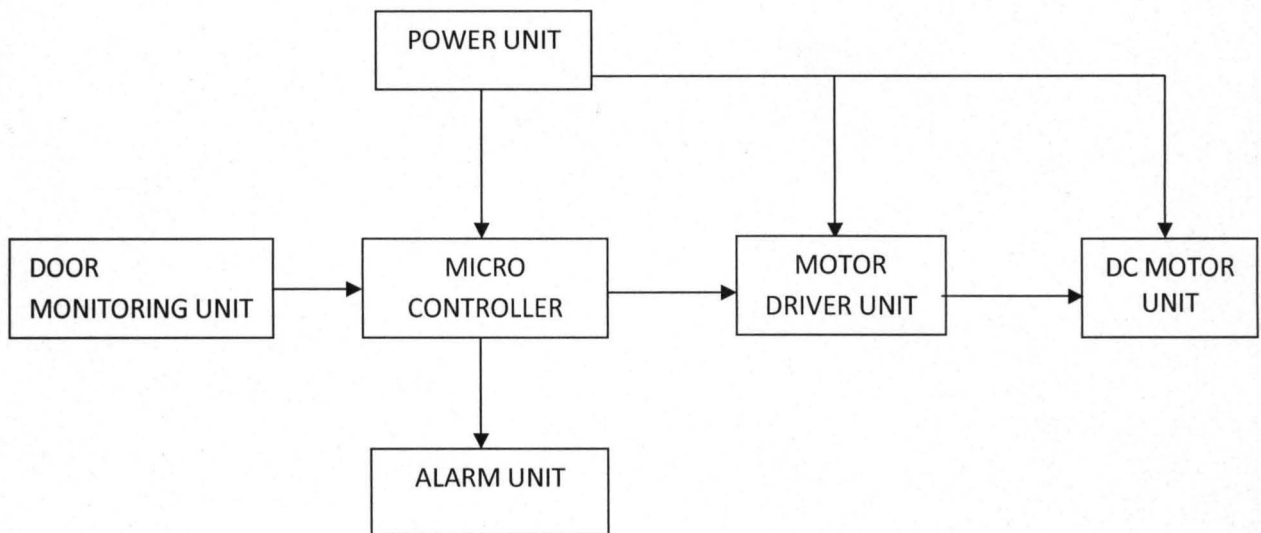 POWER UNIT
DOOR
MONITORING UNIT
MICRO
CONTROLLER
MOTOR
DRIVER UNIT
DC MOTOR
UNIT
ALARM UNIT